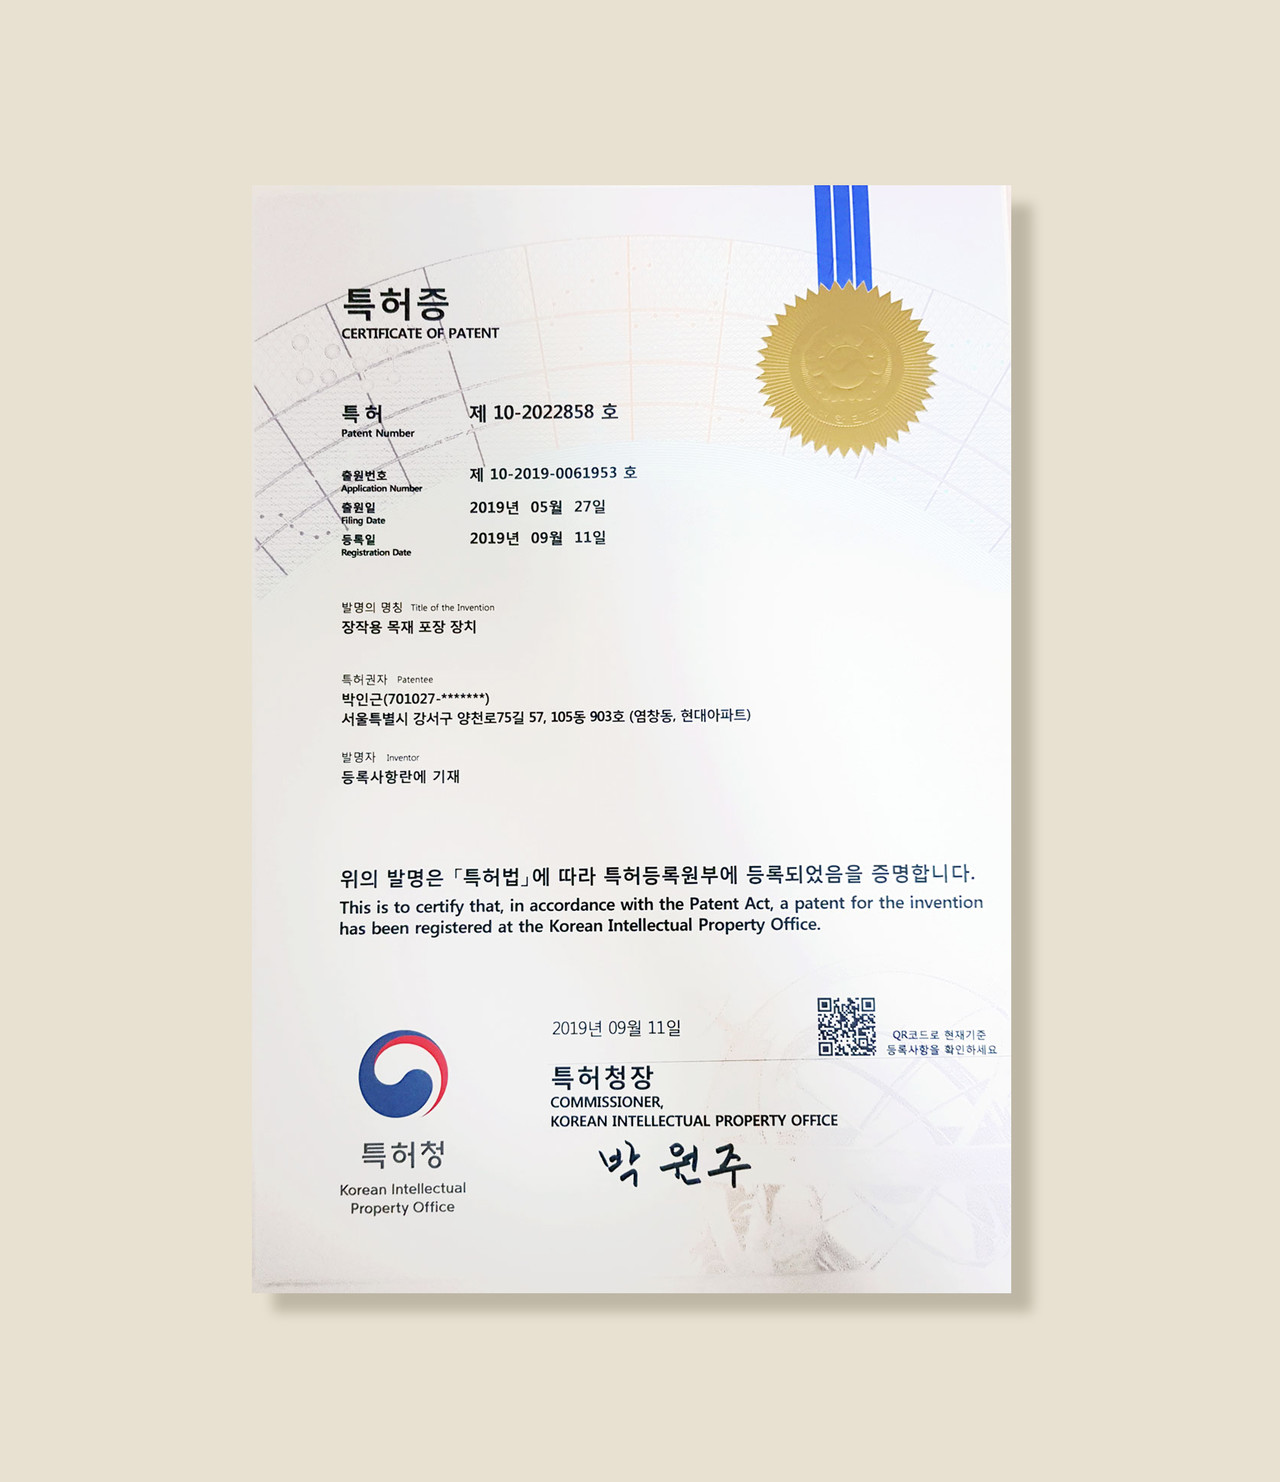 특허증
CERTIFICATE OF PATENT
특 허 제 10-2022858 호
Patent Number
출원번호 제 10-2019-0061953 호
Application Number
출원일 2019년 05월 27일
Filing Date
등록일 2019년 09월 11일
Registration Date
발명의 명칭 Title of the Invention
장작용 목재 포장 장치
특허권자 Patentee
박인근(701027-*******)
서울특별시 강서구 양천로75길 57, 105동 903호 (염창동, 현대아파트)
발명자 Inventor
등록사항란에 기재
위의 발명은 「특허법」에 따라 특허등록원부에 등록되었음을 증명합니다.
This is to certify that, in accordance with the Patent Act, a patent for the invention
has been registered at the Korean Intellectual Property Office.
2019년 09월 11일
QR코드로 현재기준
등록사항을 확인하세요
특허청장
COMMISSIONER,
KOREAN INTELLECTUAL PROPERTY OFFICE
박 원 주
특허청
Korean Intellectual
Property Office